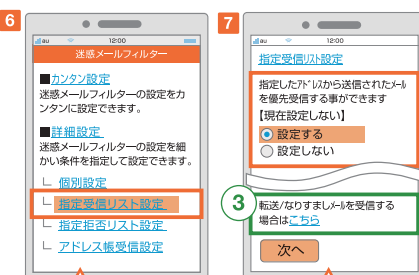 6
au 12:00
迷惑メールフィルター
■カンタン設定
迷惑メールフィルターの設定をカ
ンタンに設定できます。
■詳細設定
迷惑メールフィルターの設定を細
かい条件を指定して設定できます。
個別設定
指定受信リスト設定
指定拒否リスト設定
アドレス帳受信設定
7
au 12:00
指定受信リスト設定
指定したアドレスから送信されたメール
を優先受信する事ができます
【現在設定しない】
設定する
設定しない
3
転送/なりすましメールを受信する
場合はこちら
次へ